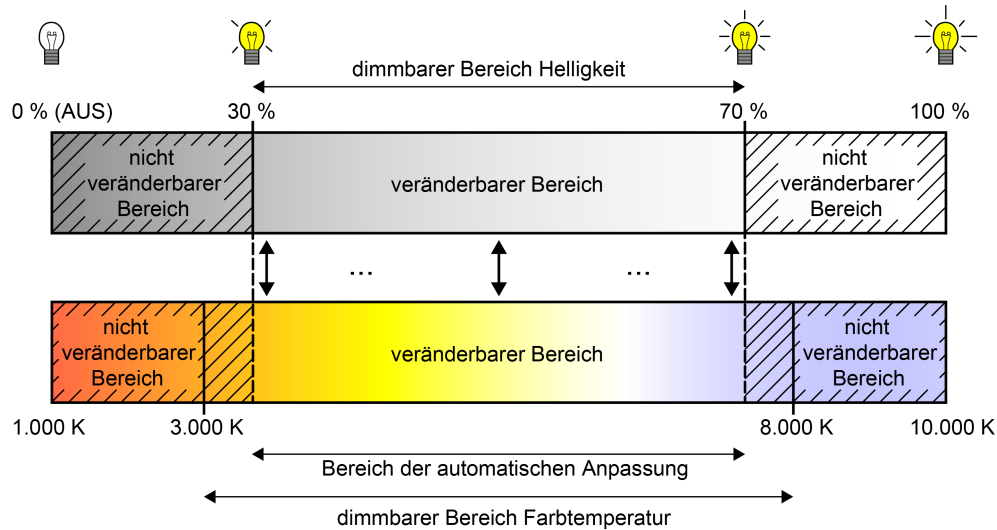 dimmbarer Bereich Helligkeit
0 % (AUS)
30 %
70 %
100 %
nicht
veränderbarer
Bereich
veränderbarer Bereich
nicht
veränderbarer
Bereich
...
...
nicht
veränderbarer
Bereich
veränderbarer Bereich
nicht
veränderbarer
Bereich
1.000 K
3.000 K
8.000 K
10.000 K
Bereich der automatischen Anpassung
dimmbarer Bereich Farbtemperatur